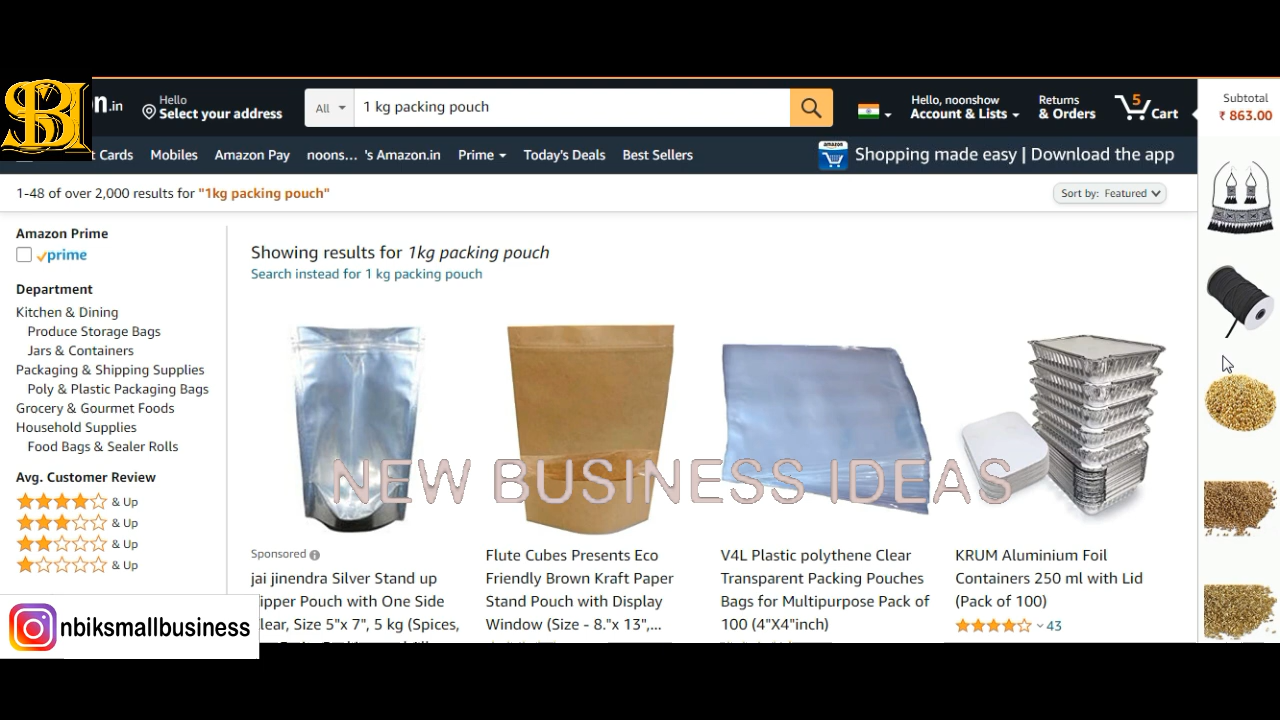 SBI
n.in
Hello
Select your address
All
1 kg packing pouch
Hello, noonshow
Account & Lists
Returns
& Orders
5
Cart
Subtotal
₹ 863.00
t Cards
Mobiles
Amazon Pay
noons... 's Amazon.in
Prime
Today's Deals
Best Sellers
amazon
Shopping made easy | Download the app
1-48 of over 2,000 results for "1kg packing pouch"
Sort by: Featured
Amazon Prime
prime
Department
Kitchen & Dining
Produce Storage Bags
Jars & Containers
Packaging & Shipping Supplies
Poly & Plastic Packaging Bags
Grocery & Gourmet Foods
Household Supplies
Food Bags & Sealer Rolls
Avg. Customer Review
& Up
& Up
& Up
& Up
Showing results for 1kg packing pouch
Search instead for 1 kg packing pouch
NEW BUSINESS IDEAS
Sponsored
jai jinendra Silver Stand up
ipper Pouch with One Side
lear, Size 5"x 7", 5 kg (Spices,
Flute Cubes Presents Eco
Friendly Brown Kraft Paper
Stand Pouch with Display
Window (Size - 8."x 13",...
V4L Plastic polythene Clear
Transparent Packing Pouches
Bags for Multipurpose Pack of
100 (4"X4"inch)
KRUM Aluminium Foil
Containers 250 ml with Lid
(Pack of 100)
43
nbiksmallbusiness